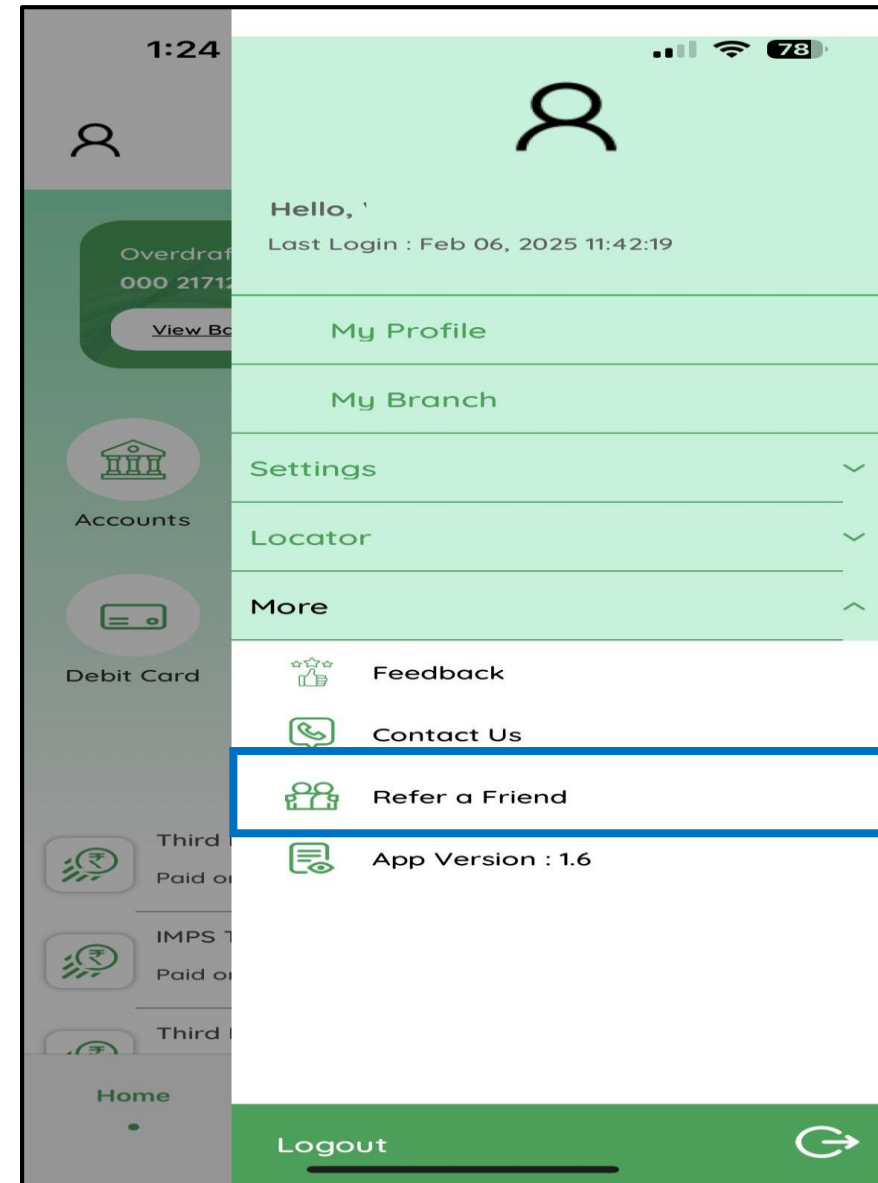 1:24
78
Hello, '
Last Login : Feb 06, 2025 11:42:19
Overdraf
000 21712
View Ba
My Profile
My Branch
Settings
Accounts
Locator
More
Debit Card
Feedback
Contact Us
Refer a Friend
App Version : 1.6
Third
Paid o
IMPS T
Paid o
Third
Home
Logout